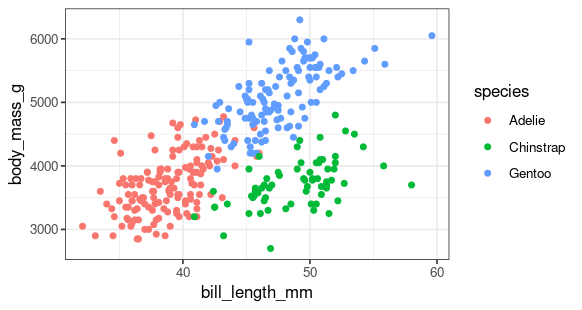 6000
5000
4000
3000
body_mass_g
40
50
60
bill_length_mm
species
Adelie
Chinstrap
Gentoo